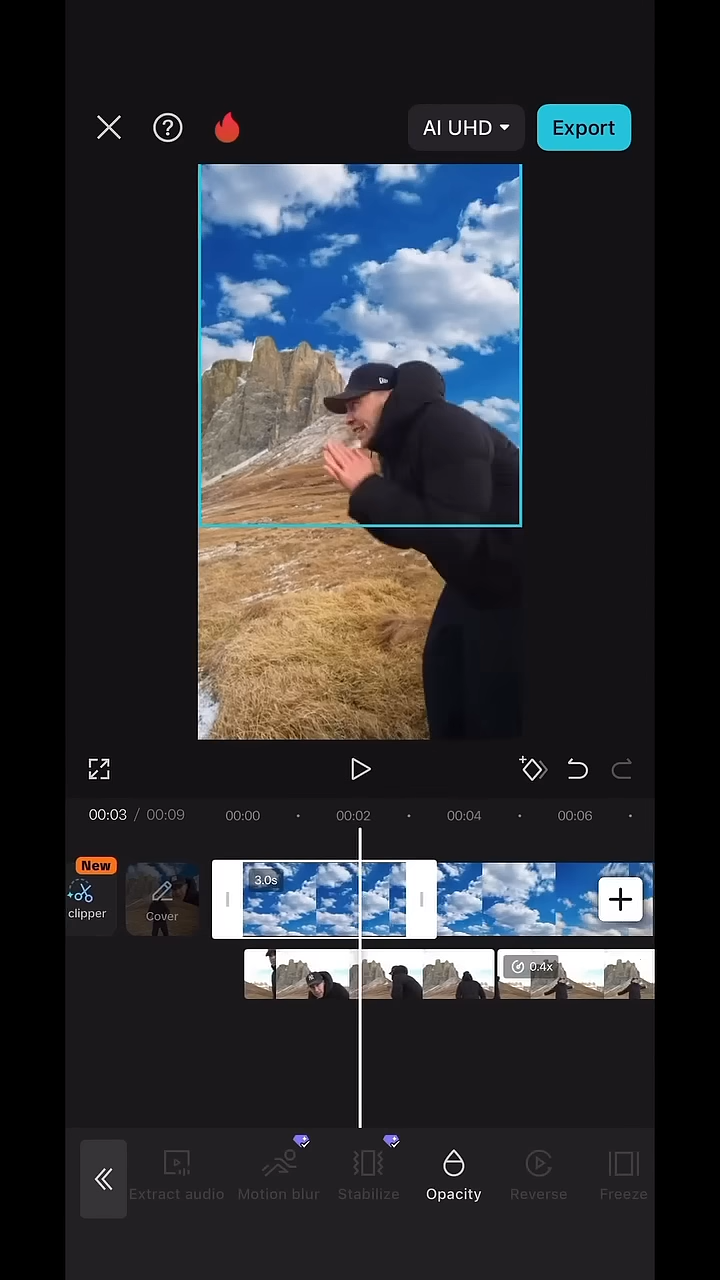 AI UHD
Export
00:03 / 00:09
00:00
00:02
00:04
00:06
New
clipper
Cover
3.0s
0.4x
Extract audio
Motion blur
Stabilize
Opacity
Reverse
Freeze